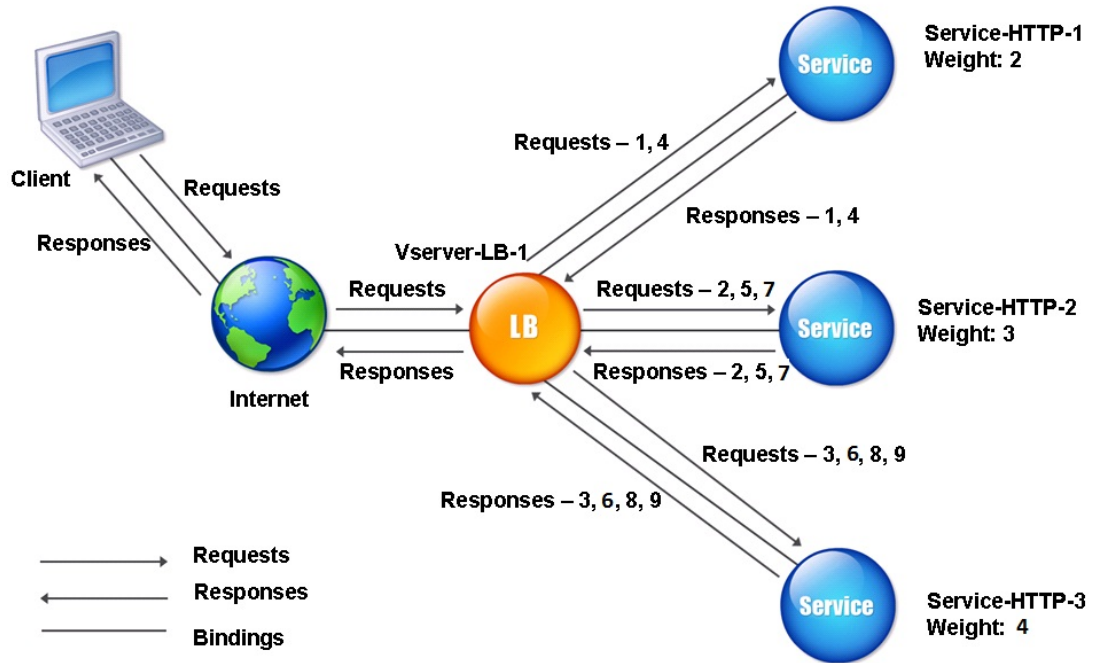 Service-HTTP-1
Weight: 2
Service
Requests – 1, 4
Client
Requests
Responses – 1, 4
Responses
Vserver-LB-1
Requests
Requests – 2, 5, 7
Service-HTTP-2
Weight: 3
LB
Service
Responses
Responses – 2, 5, 7
Internet
Requests – 3, 6, 8, 9
Responses – 3, 6, 8, 9
Requests
Responses
Bindings
Service
Service-HTTP-3
Weight: 4